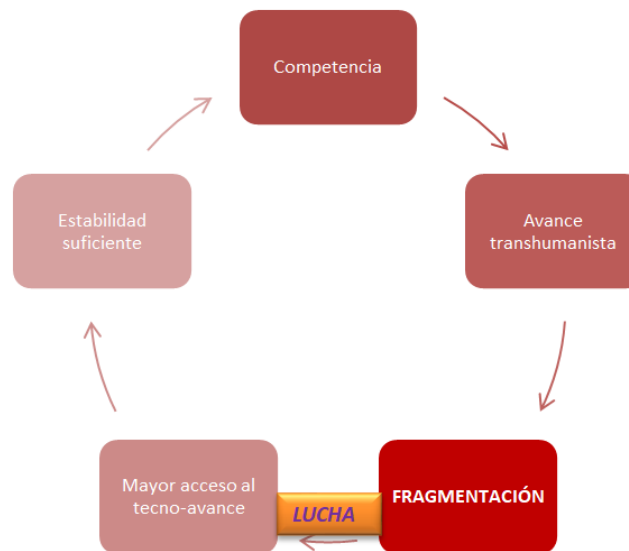 Competencia
Avance
transhumanista
FRAGMENTACIÓN
LUCHA
Mayor acceso al
tecno-avance
Estabilidad
suficiente